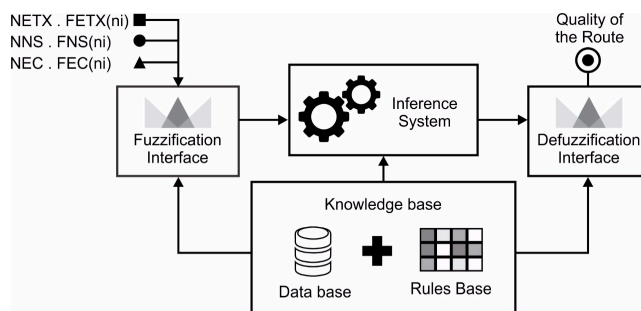 NETX . FETX(ni)
NNS . FNS(ni)
NEC . FEC(ni)
Quality of
the Route
Fuzzification
Interface
Inference
System
Defuzzification
Interface
Knowledge base
Data base
Rules Base